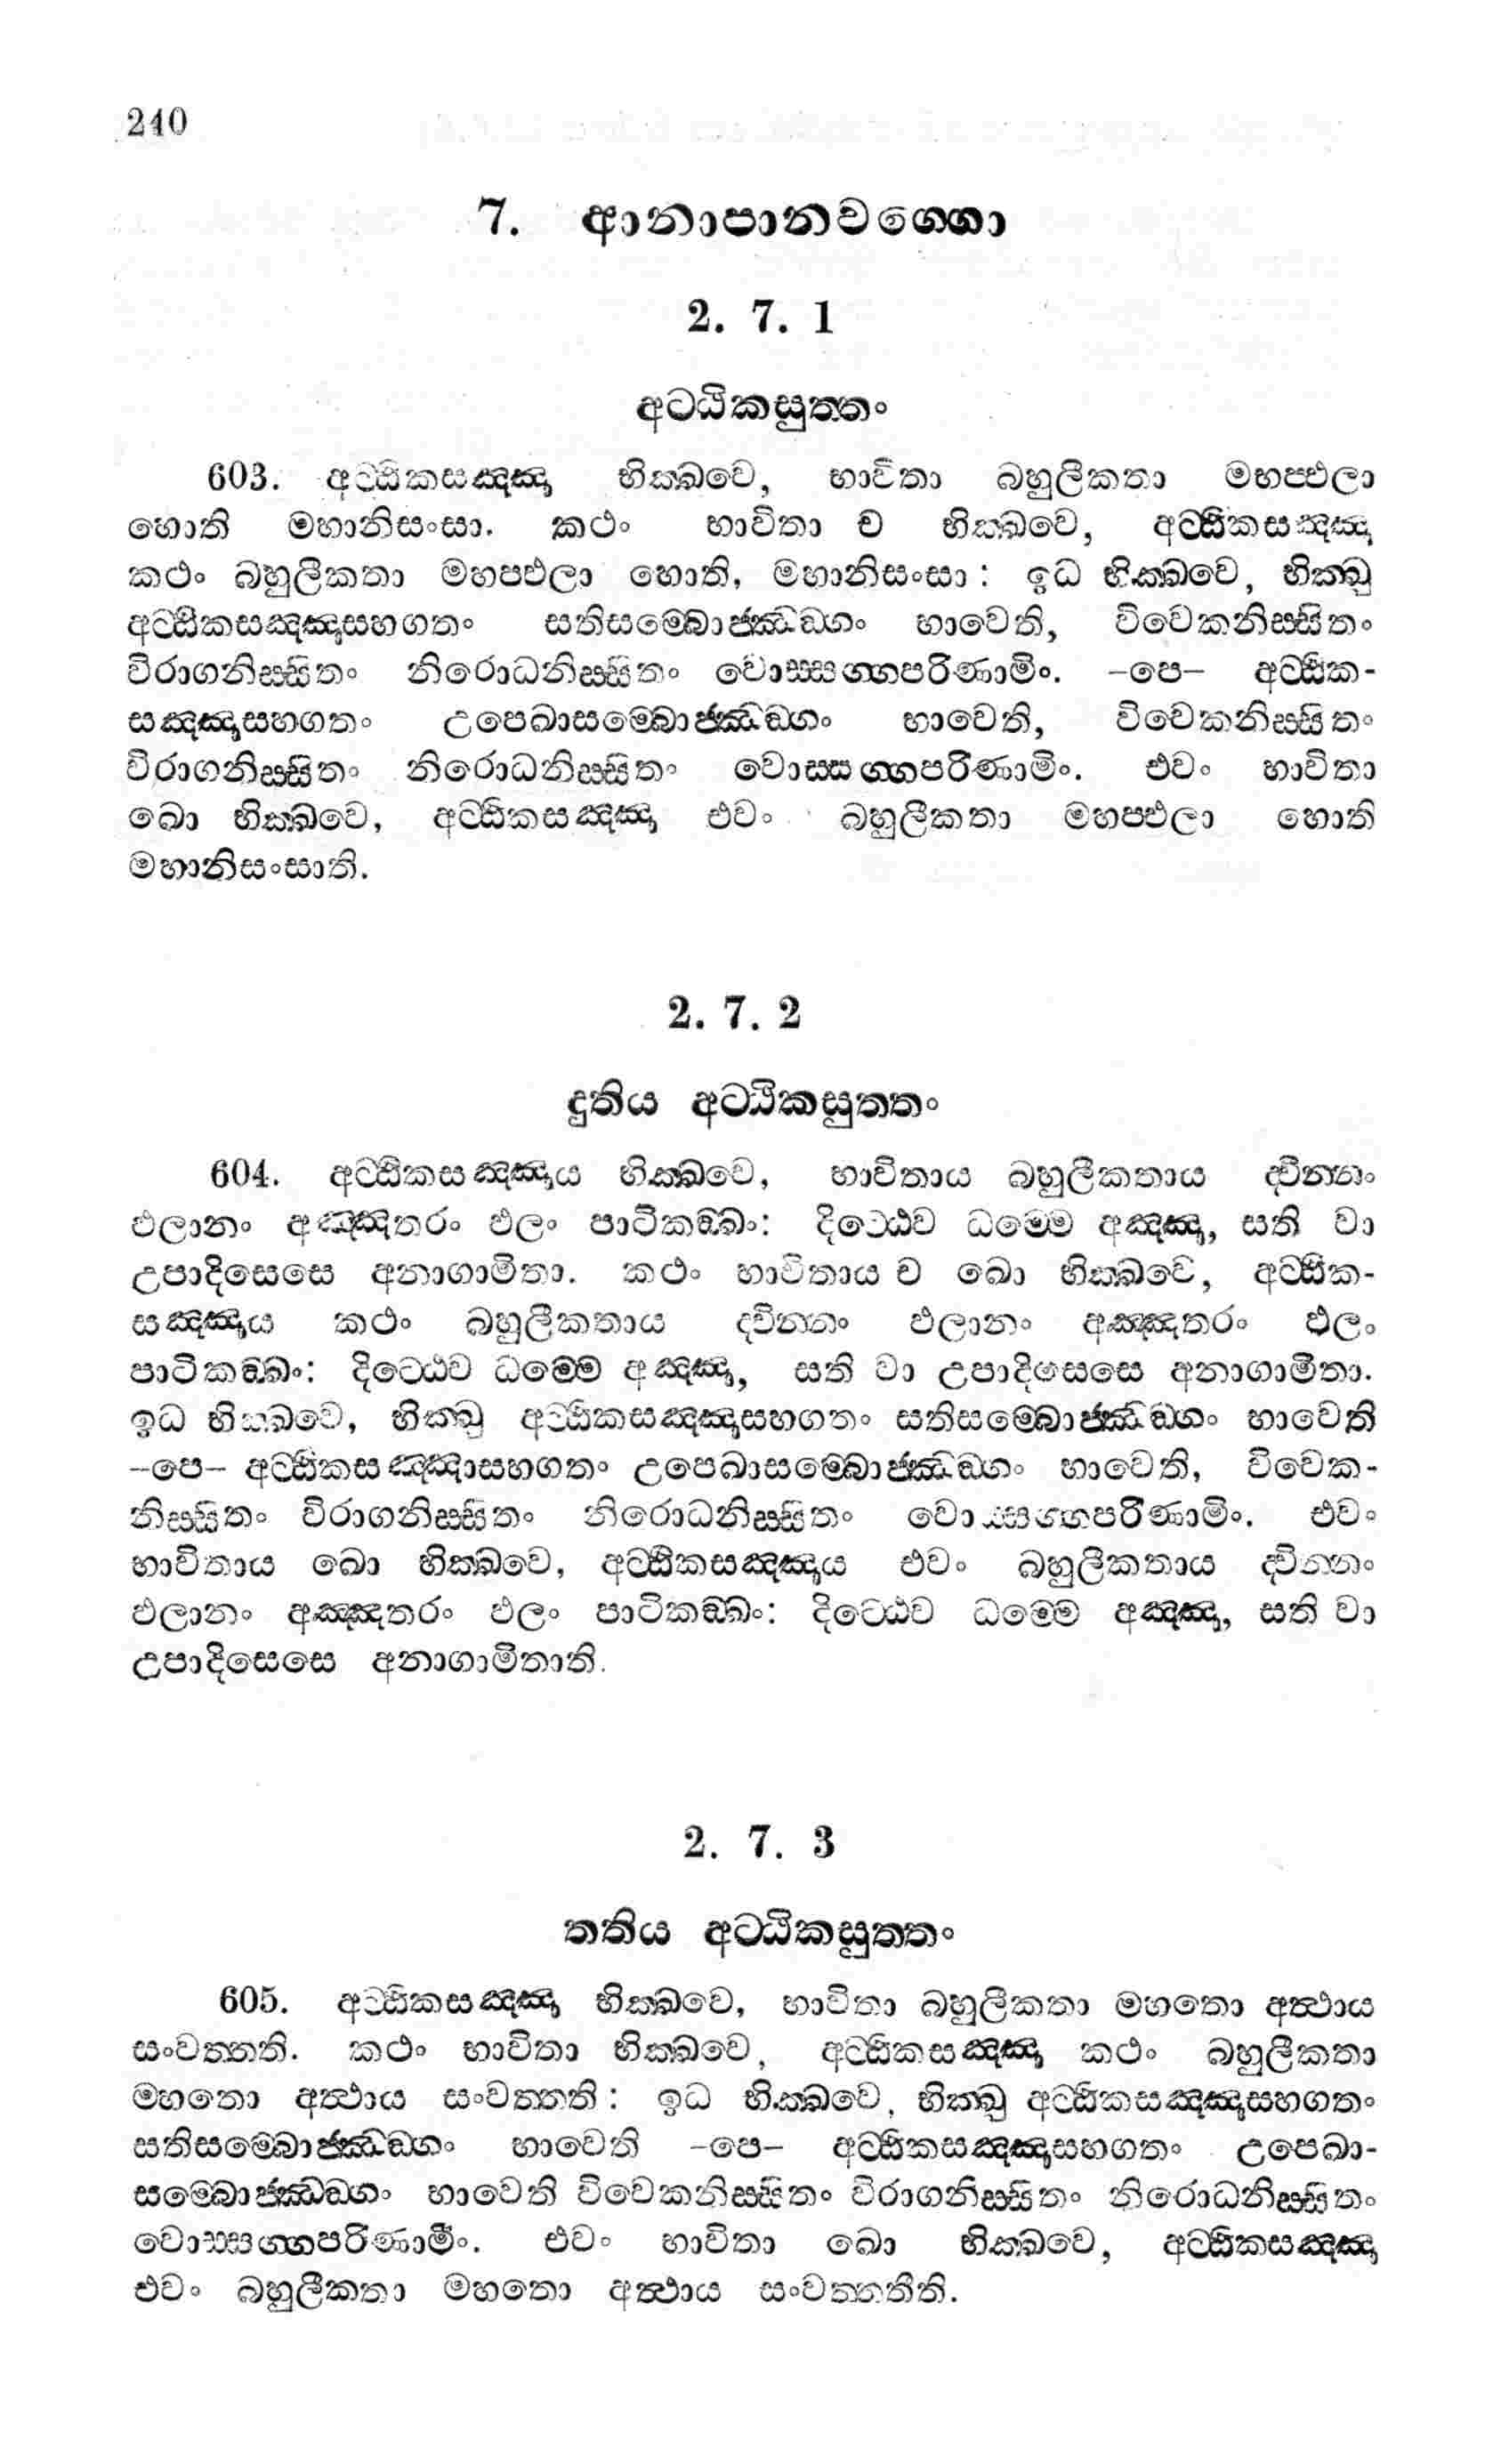 240
7. ආනාපානවග්ගො
2. 7. 1
අට්ඨිකසුත්තං
603. අට්ඨිකසඤ්ඤා භික්ඛවෙ, භාවිතා බහුලීකතා මහප්ඵලා
හොති මහානිසංසා. කථං භාවිතා ච භික්ඛවෙ, අට්ඨිකසඤ්ඤා
කථං බහුලීකතා මහප්ඵලා හොති, මහානිසංසා: ඉධ භික්ඛවෙ, භික්ඛු
අට්ඨිකසඤ්ඤාසහගතං සතිසම්බොජ්ඣඞ්ගං භාවෙති, විවෙකනිස්සිතං
විරාගනිස්සිතං නිරොධනිස්සිතං වොස්සග්ගපරිණාමිං. –පෙ– අට්ඨික-
සඤ්ඤාසහගතං උපෙඛාසම්බොජ්ඣඞ්ගං භාවෙති, විවෙකනිස්සිතං
විරාගනිස්සිතං නිරොධනිස්සිතං වොස්සග්ගපරිණාමිං. එවං භාවිතා
ඛො භික්ඛවෙ, අට්ඨිකසඤ්ඤා එවං බහුලීකතා මහප්ඵලා හොති
මහානිසංසාති.
2. 7. 2
දුතිය අට්ඨිකසුත්තං
604. අට්ඨිකසඤ්ඤාය භික්ඛවෙ, භාවිතාය බහුලීකතාය ද්වින්නං
ඵලානං අඤ්ඤතරං ඵලං පාටිකඞ්ඛං: දිට්ඨෙව ධම්මෙ අඤ්ඤා, සති වා
උපාදිසෙසෙ අනාගාමිතා. කථං භාවිතාය ච ඛො භික්ඛවෙ, අට්ඨික-
සඤ්ඤාය කථං බහුලීකතාය ද්වින්නං ඵලානං අඤ්ඤතරං ඵලං
පාටිකඞ්ඛං: දිට්ඨෙව ධම්මෙ අඤ්ඤා, සති වා උපාදිසෙසෙ අනාගාමිතා.
ඉධ භික්ඛවෙ, භික්ඛු අට්ඨිකසඤ්ඤාසහගතං සතිසම්බොජ්ඣඞ්ගං භාවෙති
–පෙ– අට්ඨිකසඤ්ඤාසහගතං උපෙඛාසම්බොජ්ඣඞ්ගං භාවෙති, විවෙක-
නිස්සිතං විරාගනිස්සිතං නිරොධනිස්සිතං වොස්සග්ගපරිණාමිං. එවං
භාවිතාය ඛො භික්ඛවෙ, අට්ඨිකසඤ්ඤාය එවං බහුලීකතාය ද්වින්නං
ඵලානං අඤ්ඤතරං ඵලං පාටිකඞ්ඛං: දිට්ඨෙව ධම්මෙ අඤ්ඤා, සති වා
උපාදිසෙසෙ අනාගාමිතාති.
2. 7. 3
තතිය අට්ඨිකසුත්තං
605. අට්ඨිකසඤ්ඤා භික්ඛවෙ, භාවිතා බහුලීකතා මහතො අත්ථාය
සංවත්තති. කථං භාවිතා භික්ඛවෙ, අට්ඨිකසඤ්ඤා කථං බහුලීකතා
මහතො අත්ථාය සංවත්තති: ඉධ භික්ඛවෙ, භික්ඛු අට්ඨිකසඤ්ඤාසහගතං
සතිසම්බොජ්ඣඞ්ගං භාවෙති –පෙ– අට්ඨිකසඤ්ඤාසහගතං උපෙඛා-
සම්බොජ්ඣඞ්ගං භාවෙති විවෙකනිස්සිතං විරාගනිස්සිතං නිරොධනිස්සිතං
වොස්සග්ගපරිණාමිං. එවං භාවිතා ඛො භික්ඛවෙ, අට්ඨිකසඤ්ඤා
එවං බහුලීකතා මහතො අත්ථාය සංවත්තතීති.